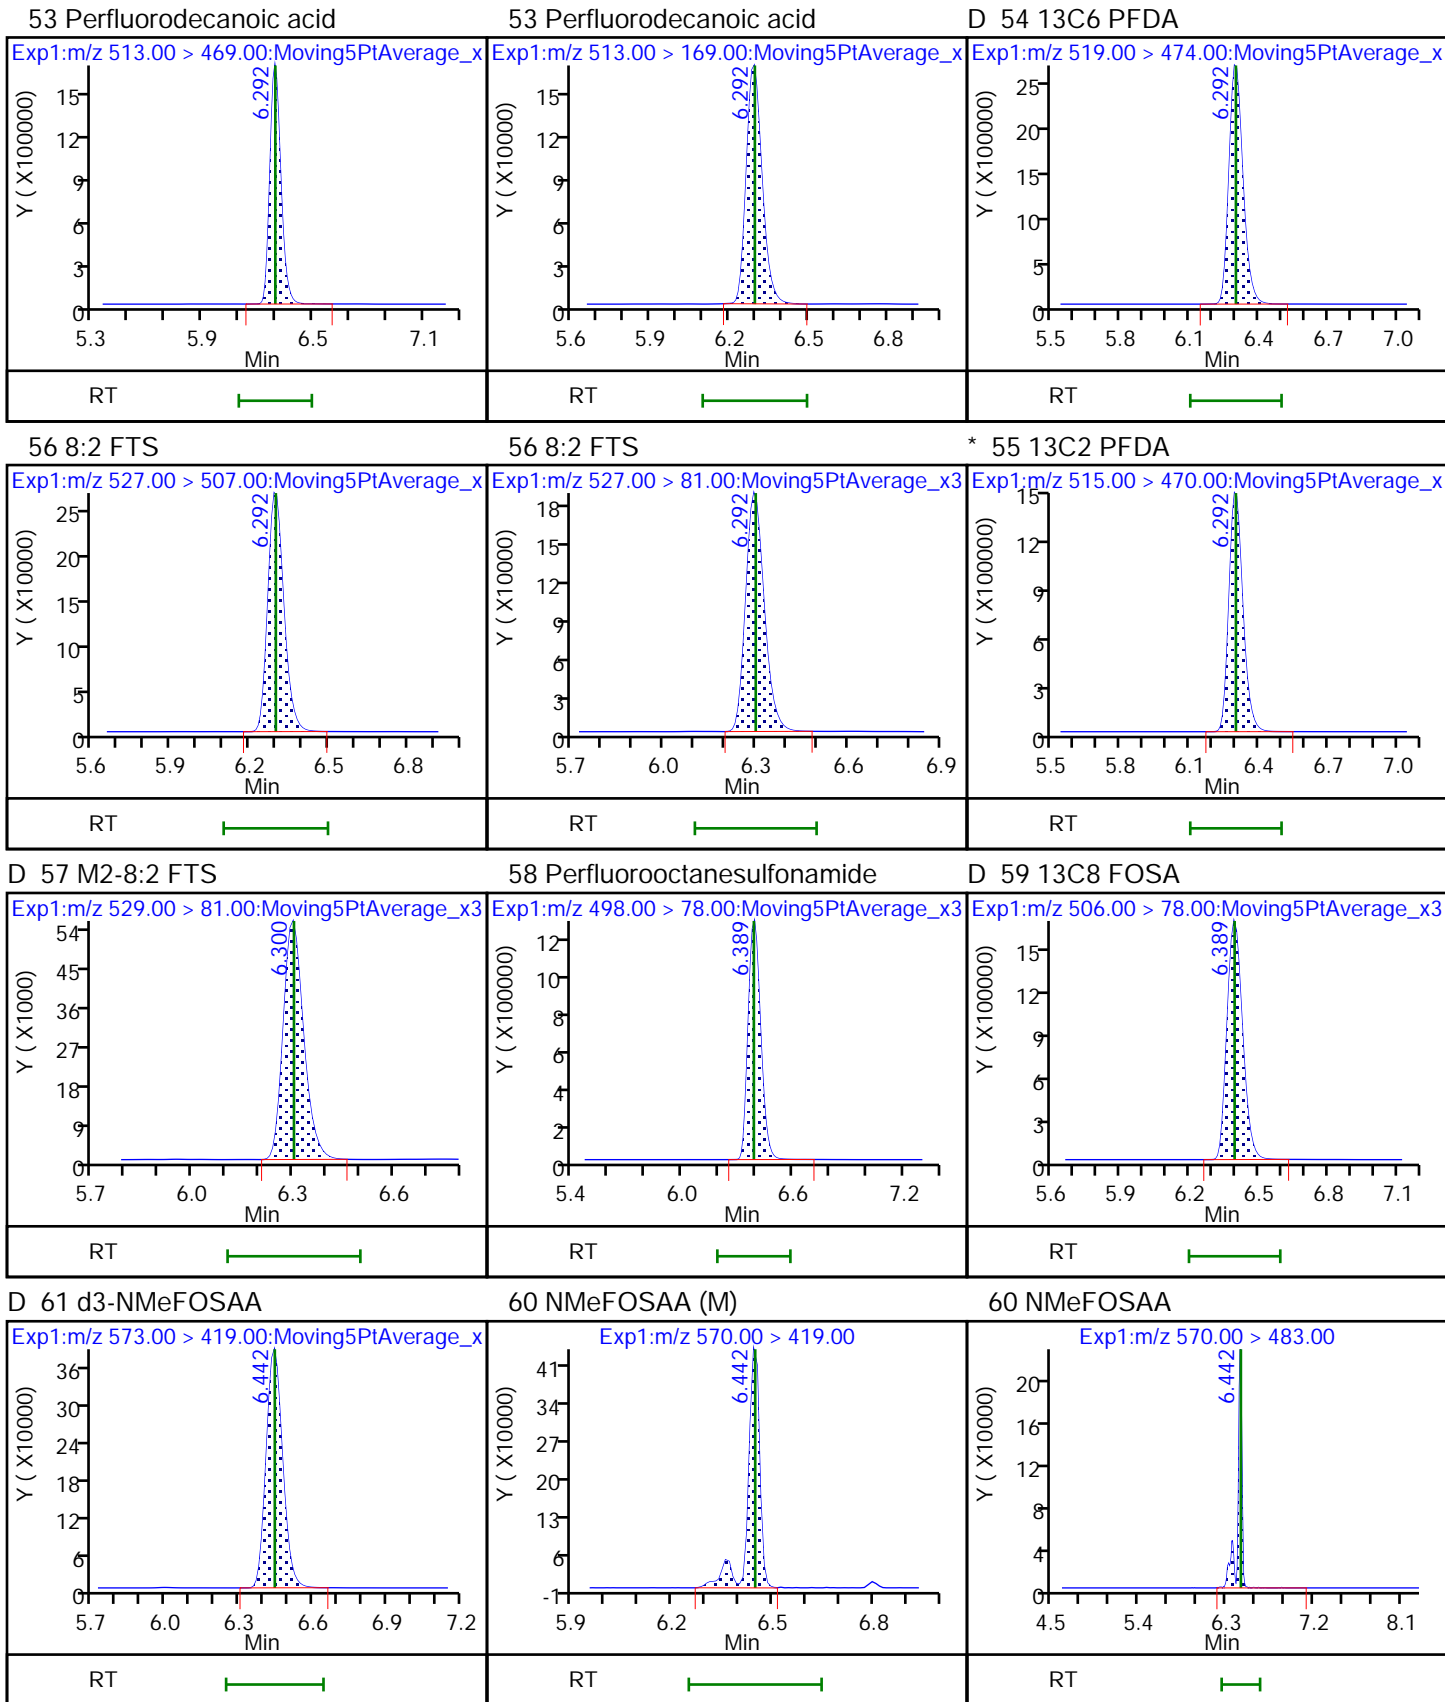 53 Perfluorodecanoic acid
Exp1:m/z 513.00 > 469.00:Moving5PtAverage_x
6.292
Y ( X100000)
15
12
9
6
3
0
5.3 5.9 6.5 7.1
Min
RT
53 Perfluorodecanoic acid
Exp1:m/z 513.00 > 169.00:Moving5PtAverage_x
6.292
Y ( X100000)
15
12
9
6
3
0
5.6 5.9 6.2 6.5 6.8
Min
RT
D 54 13C6 PFDA
Exp1:m/z 519.00 > 474.00:Moving5PtAverage_x
6.292
Y ( X100000)
25
20
15
10
5
0
5.5 5.8 6.1 6.4 6.7 7.0
Min
RT
56 8:2 FTS
Exp1:m/z 527.00 > 507.00:Moving5PtAverage_x
6.292
Y ( X10000)
25
20
15
10
5
0
5.6 5.9 6.2 6.5 6.8
Min
RT
56 8:2 FTS
Exp1:m/z 527.00 > 81.00:Moving5PtAverage_x3
6.292
Y ( X10000)
18
15
12
9
6
3
0
5.7 6.0 6.3 6.6 6.9
Min
RT
* 55 13C2 PFDA
Exp1:m/z 515.00 > 470.00:Moving5PtAverage_x
6.292
Y ( X100000)
15
12
9
6
3
0
5.5 5.8 6.1 6.4 6.7 7.0
Min
RT
D 57 M2-8:2 FTS
Exp1:m/z 529.00 > 81.00:Moving5PtAverage_x3
6.300
Y ( X1000)
54
45
36
27
18
9
0
5.7 6.0 6.3 6.6
Min
RT
58 Perfluorooctanesulfonamide
Exp1:m/z 498.00 > 78.00:Moving5PtAverage_x3
6.389
Y ( X100000)
12
10
8
6
4
2
0
5.4 6.0 6.6 7.2
Min
RT
D 59 13C8 FOSA
Exp1:m/z 506.00 > 78.00:Moving5PtAverage_x3
6.389
Y ( X100000)
15
12
9
6
3
0
5.6 5.9 6.2 6.5 6.8 7.1
Min
RT
D 61 d3-NMeFOSAA
Exp1:m/z 573.00 > 419.00:Moving5PtAverage_x
6.442
Y ( X10000)
36
30
24
18
12
6
0
5.7 6.0 6.3 6.6 6.9 7.2
Min
RT
60 NMeFOSAA (M)
Exp1:m/z 570.00 > 419.00
6.442
Y ( X10000)
41
34
27
20
13
6
-1
5.9 6.2 6.5 6.8
Min
RT
60 NMeFOSAA
Exp1:m/z 570.00 > 483.00
6.442
Y ( X10000)
20
16
12
8
4
0
4.5 5.4 6.3 7.2 8.1
Min
RT